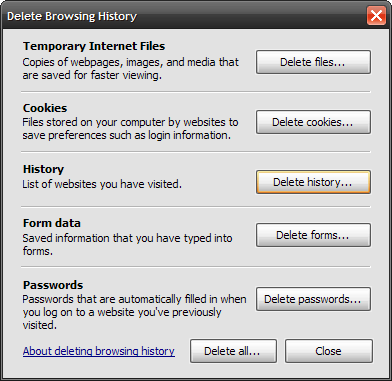 Delete Browsing History
Temporary Internet Files
Copies of webpages, images, and media that
are saved for faster viewing.
Delete files...
Cookies
Files stored on your computer by websites to
save preferences such as login information.
Delete cookies...
History
List of websites you have visited.
Delete history...
Form data
Saved information that you have typed into
forms.
Delete forms...
Passwords
Passwords that are automatically filled in when
you log on to a website you've previously
visited.
Delete passwords...
About deleting browsing history
Delete all...
Close